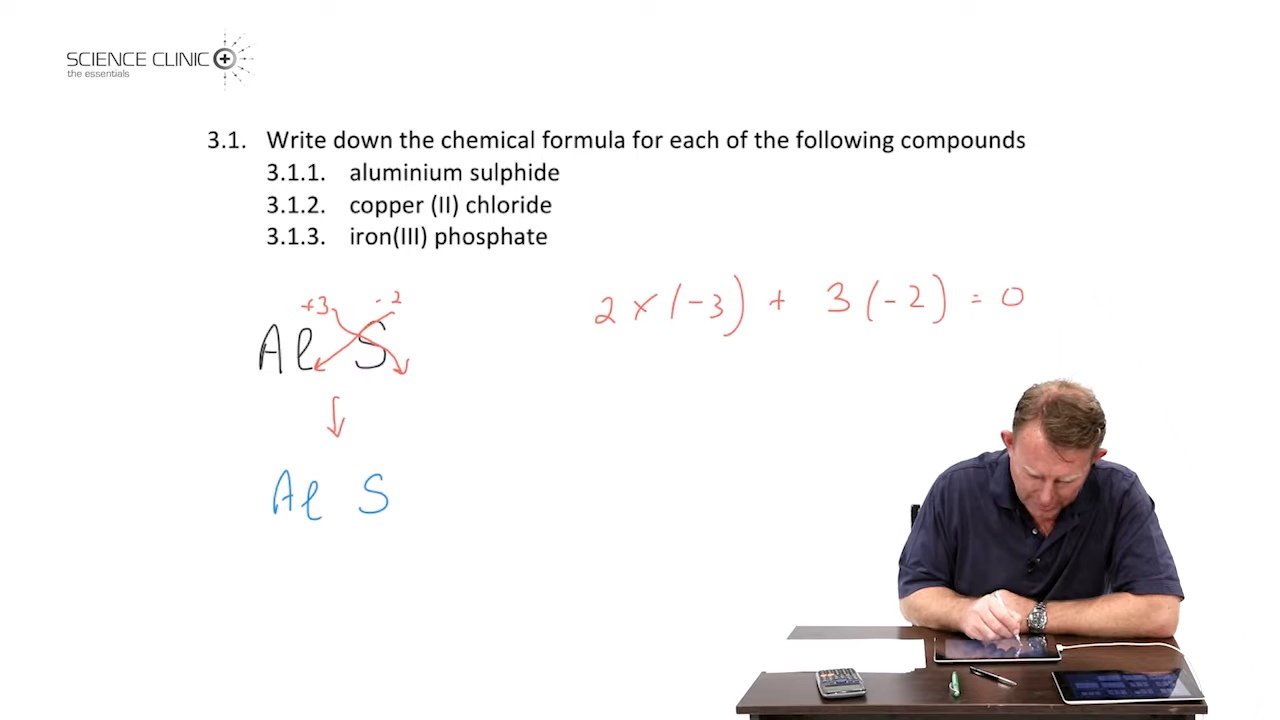 SCIENCE CLINIC
the essentials
3.1. Write down the chemical formula for each of the following compounds
3.1.1. aluminium sulphide
3.1.2. copper (II) chloride
3.1.3. iron(III) phosphate
+3 -2
Al S
2 × (-3) + 3 (-2) = 0
Al S